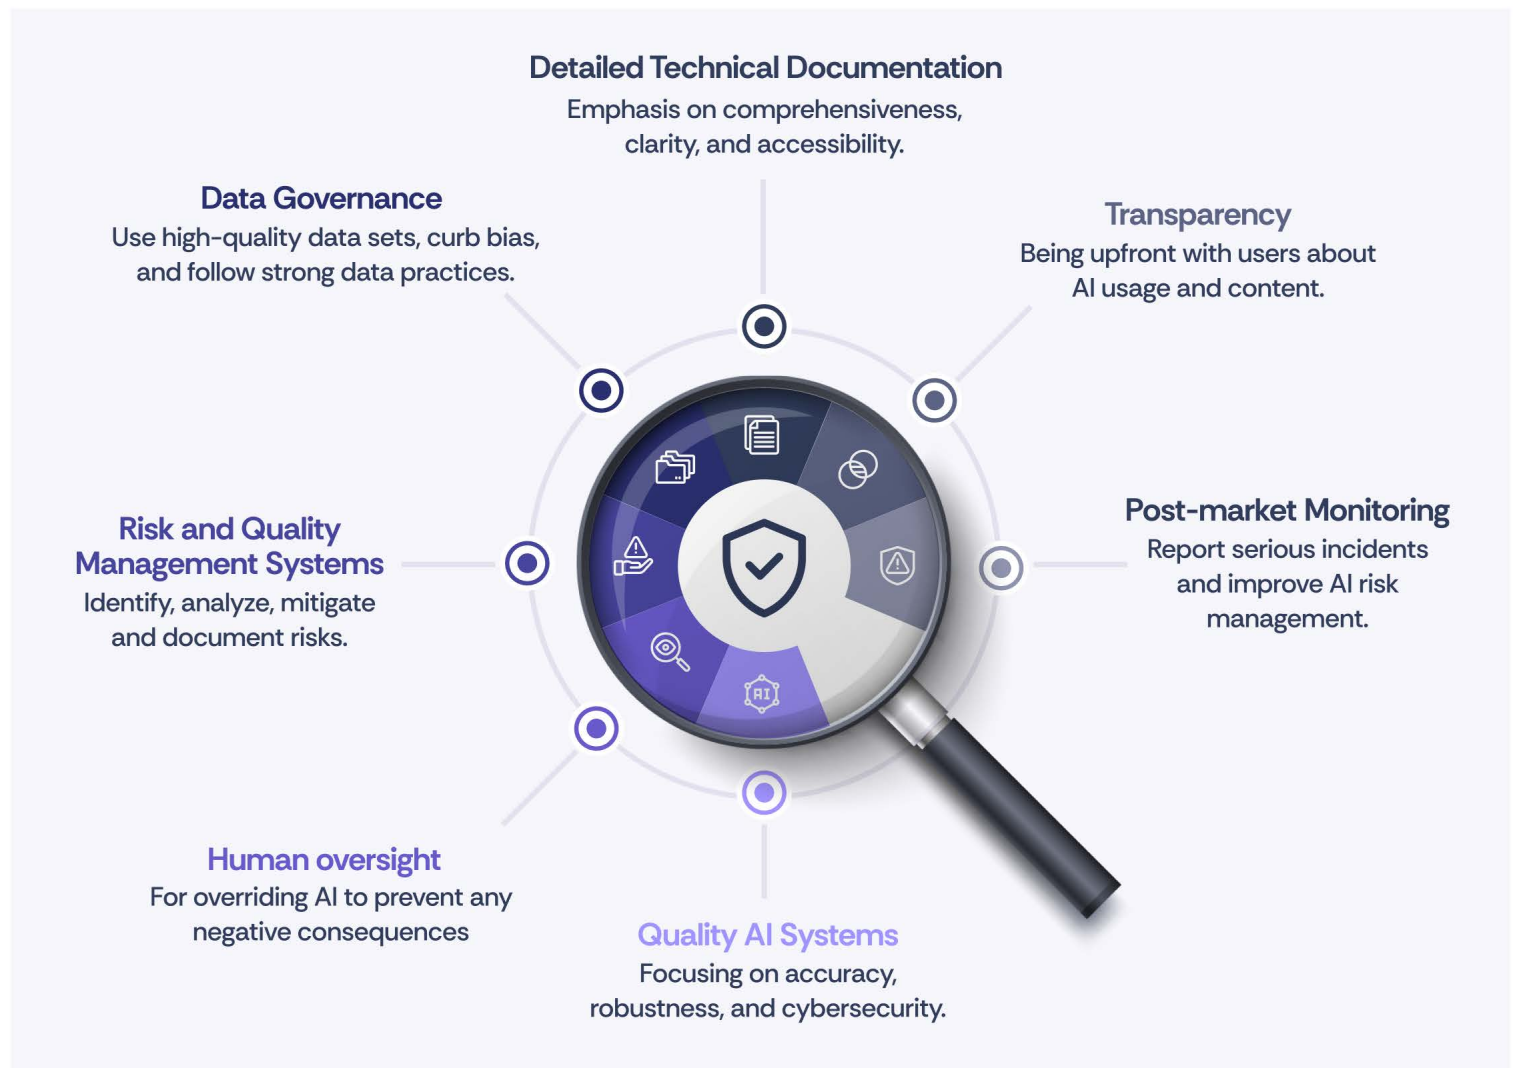 Detailed Technical Documentation
Emphasis on comprehensiveness,
clarity, and accessibility.
Data Governance
Use high-quality data sets, curb bias,
and follow strong data practices.
Transparency
Being upfront with users about
AI usage and content.
Risk and Quality
Management Systems
Identify, analyze, mitigate
and document risks.
Post-market Monitoring
Report serious incidents
and improve AI risk
management.
AI
Human oversight
For overriding AI to prevent any
negative consequences
Quality AI Systems
Focusing on accuracy,
robustness, and cybersecurity.